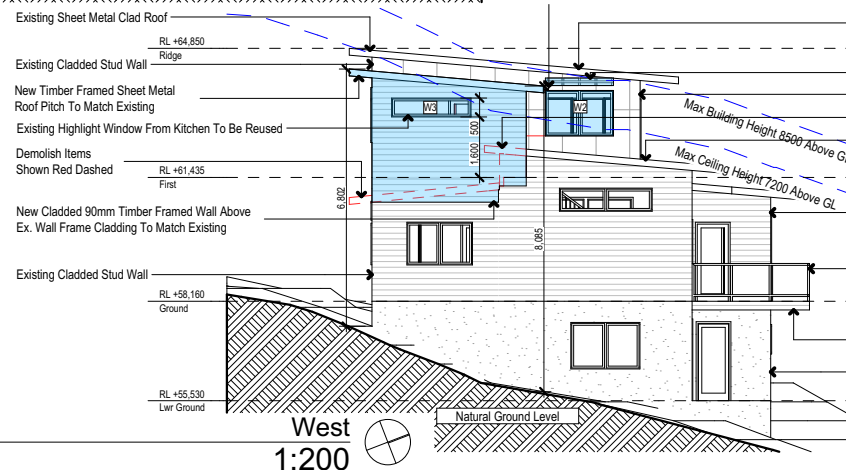 Existing Sheet Metal Clad Roof
RL +64,850
Ridge
Existing Cladded Stud Wall
New Timber Framed Sheet Metal
Roof Pitch To Match Existing
Existing Highlight Window From Kitchen To Be Reused
Demolish Items
Shown Red Dashed
RL +61,435
First
New Cladded 90mm Timber Framed Wall Above
Ex. Wall Frame Cladding To Match Existing
Existing Cladded Stud Wall
RL +58,160
Ground
RL +55,530
Lwr Ground
W3
W2
500
1,600
6,802
8,085
Max Building Height 8500 Above GL
Max Ceiling Height 7200 Above GL
Natural Ground Level
West
1:200